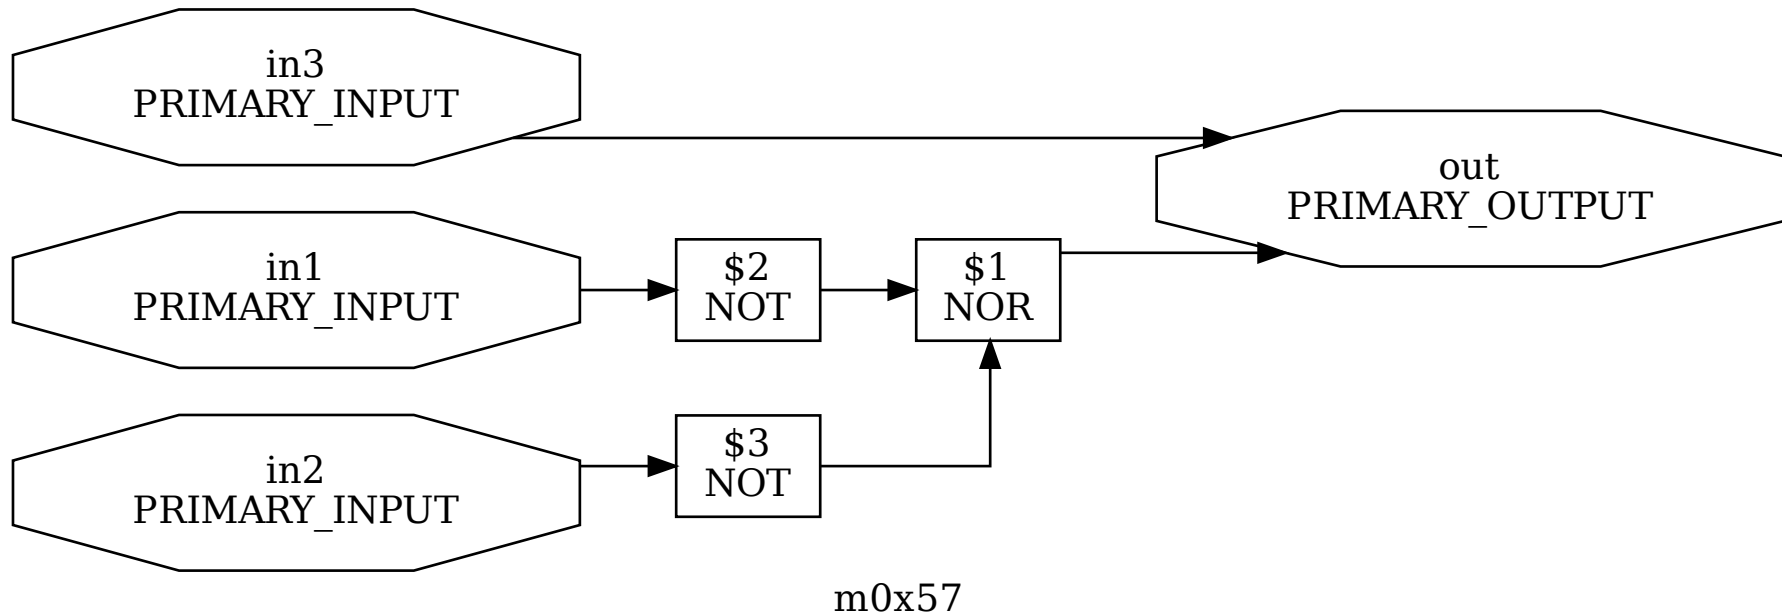 in3
PRIMARY_INPUT
out
PRIMARY_OUTPUT
in1
PRIMARY_INPUT
$2
NOT
$1
NOR
in2
PRIMARY_INPUT
$3
NOT
m0x57